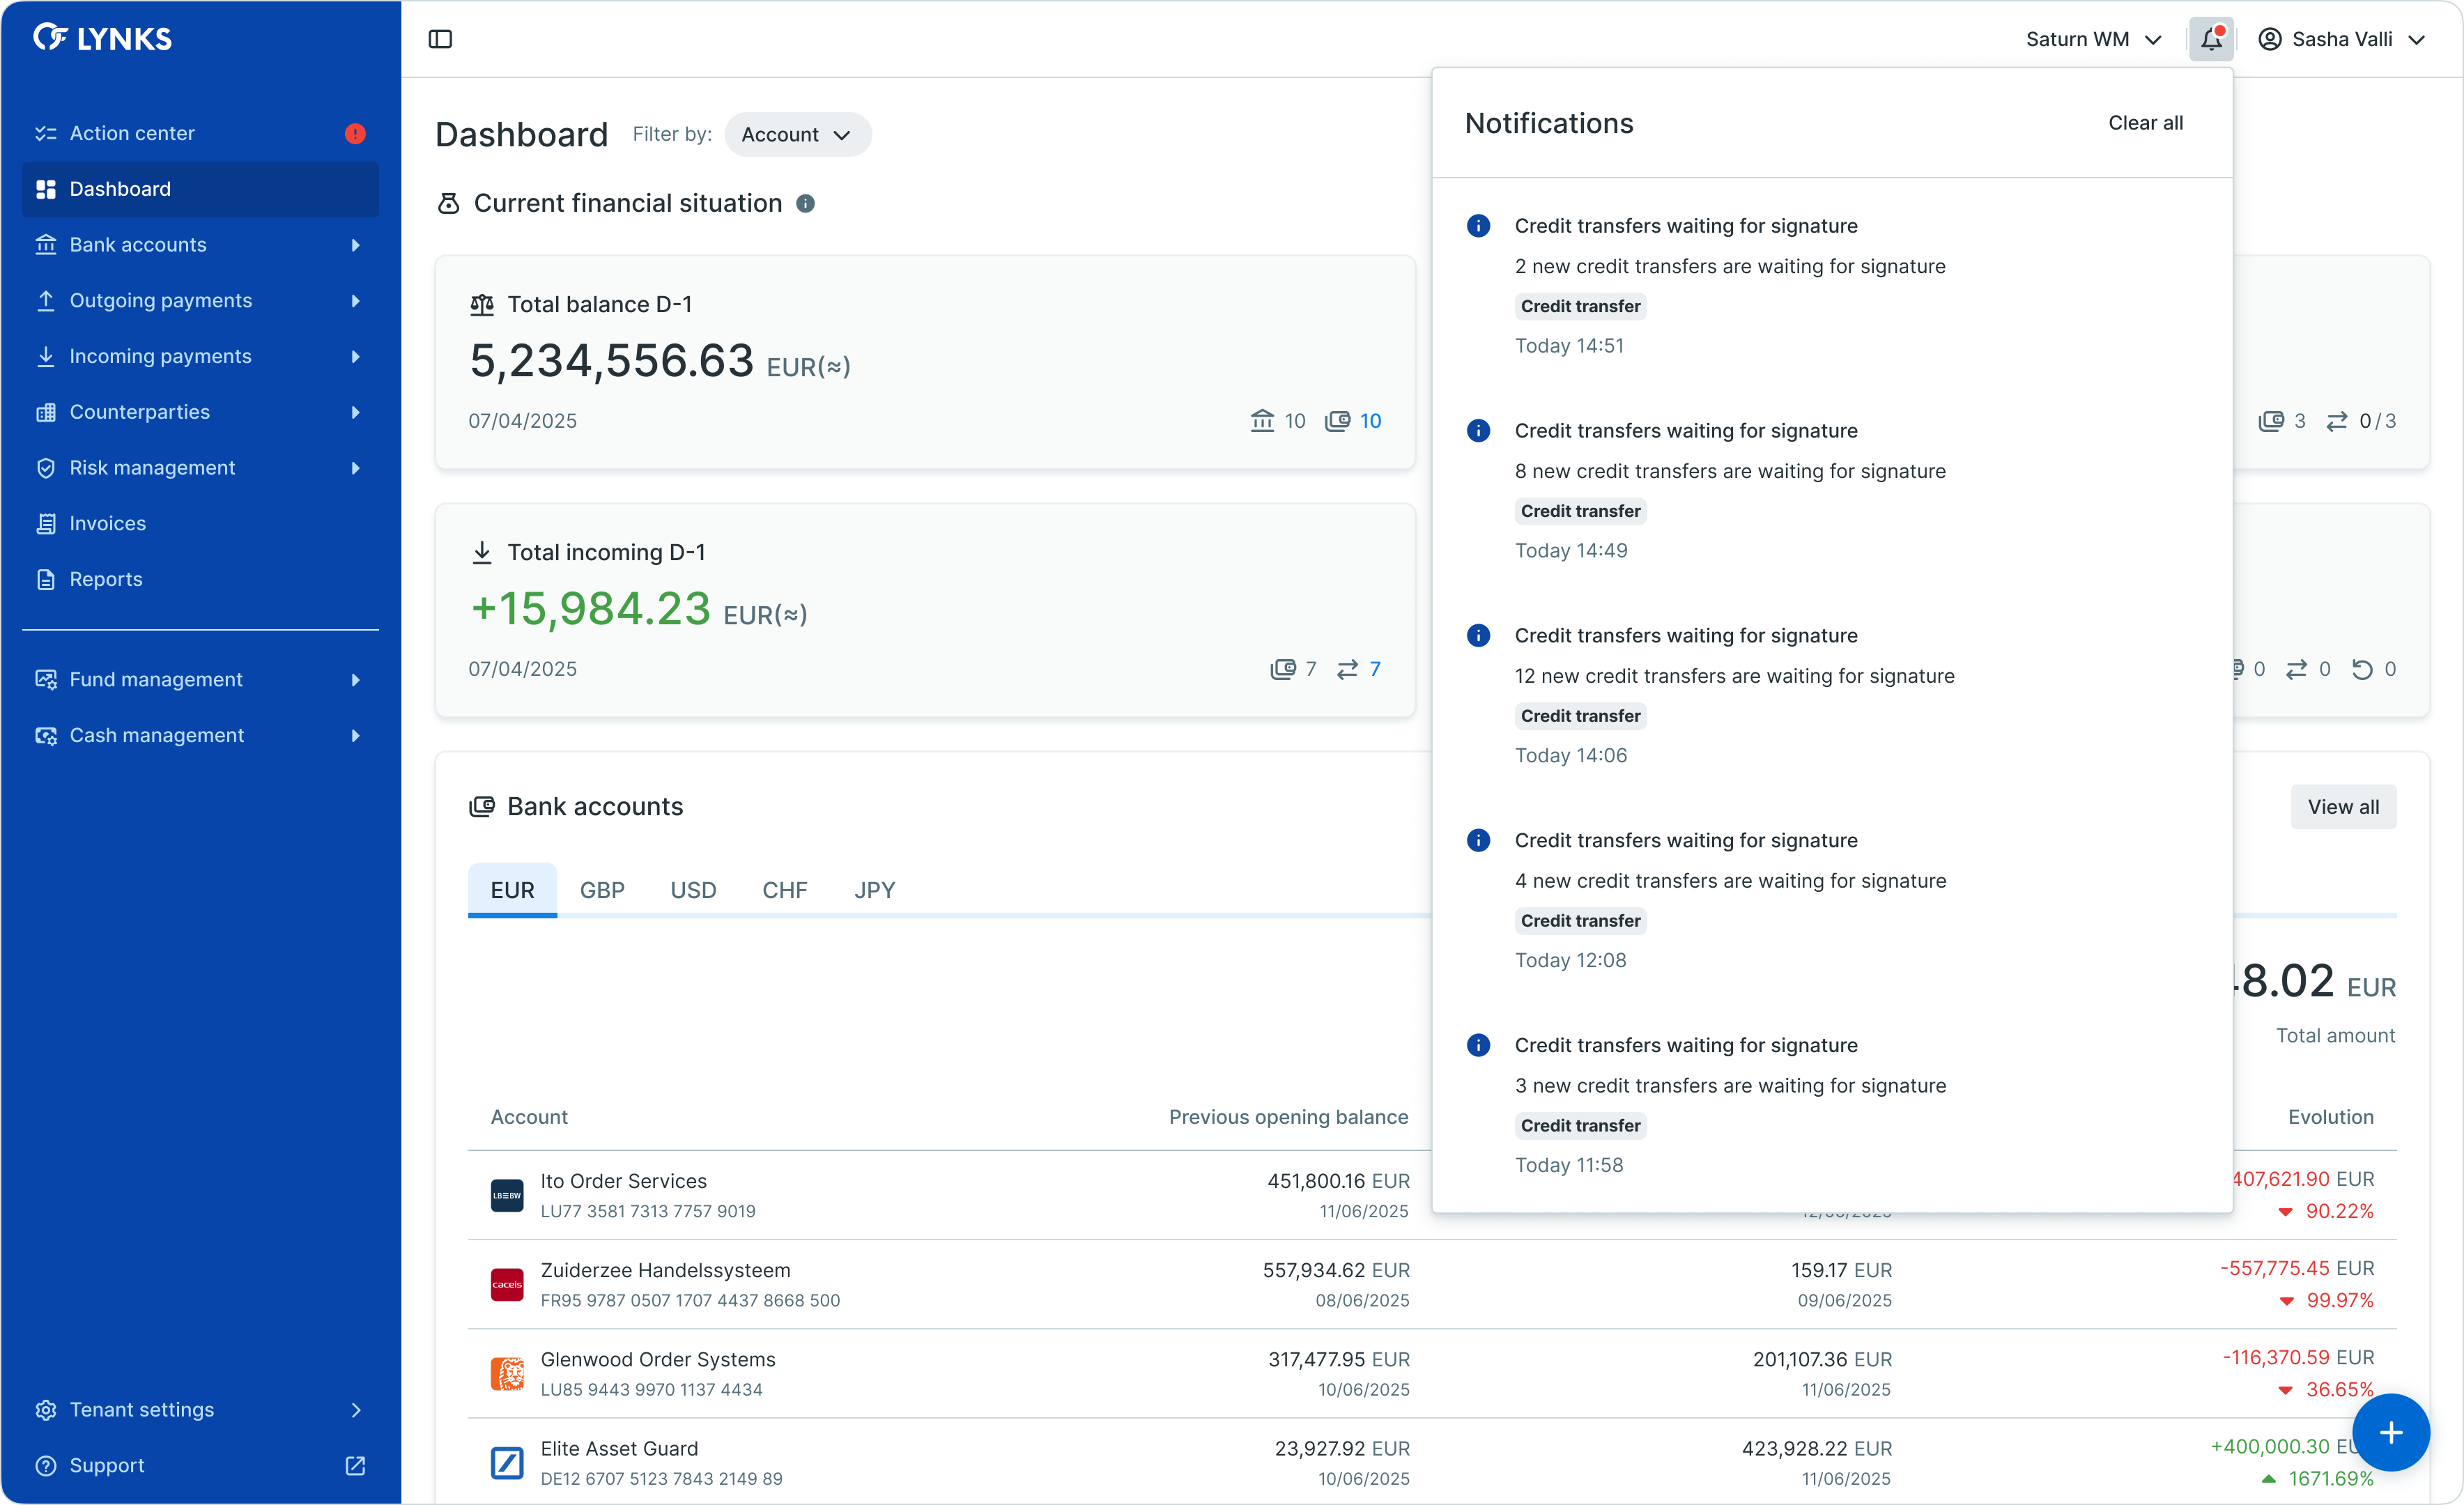 LYNKS
Action center
Dashboard
Bank accounts
Outgoing payments
Incoming payments
Counterparties
Risk management
Invoices
Reports
Fund management
Cash management
Tenant settings
Support
Saturn WM
Sasha Valli
Dashboard
Filter by:
Account
Current financial situation
Total balance D-1
5,234,556.63 EUR(≈)
07/04/2025
10
10
3
0/3
Total incoming D-1
+15,984.23 EUR(≈)
07/04/2025
7
7
0
0
0
Notifications
Clear all
Credit transfers waiting for signature
2 new credit transfers are waiting for signature
Credit transfer
Today 14:51
Credit transfers waiting for signature
8 new credit transfers are waiting for signature
Credit transfer
Today 14:49
Credit transfers waiting for signature
12 new credit transfers are waiting for signature
Credit transfer
Today 14:06
Credit transfers waiting for signature
4 new credit transfers are waiting for signature
Credit transfer
Today 12:08
Credit transfers waiting for signature
3 new credit transfers are waiting for signature
Credit transfer
Today 11:58
Bank accounts
View all
EUR GBP USD CHF JPY
8.02 EUR
Total amount
Account Previous opening balance Evolution
LBBW
Ito Order Services 451,800.16 EUR 407,621.90 EUR
LU77 3581 7313 7757 9019 11/06/2025 90.22%
caceis
Zuiderzee Handelssysteem 557,934.62 EUR 159.17 EUR -557,775.45 EUR
FR95 9787 0507 1707 4437 8668 500 08/06/2025 09/06/2025 99.97%
Glenwood Order Systems 317,477.95 EUR 201,107.36 EUR -116,370.59 EUR
LU85 9443 9970 1137 4434 10/06/2025 11/06/2025 36.65%
Elite Asset Guard 23,927.92 EUR 423,928.22 EUR +400,000.30
DE12 6707 5123 7843 2149 89 10/06/2025 11/06/2025 1671.69%